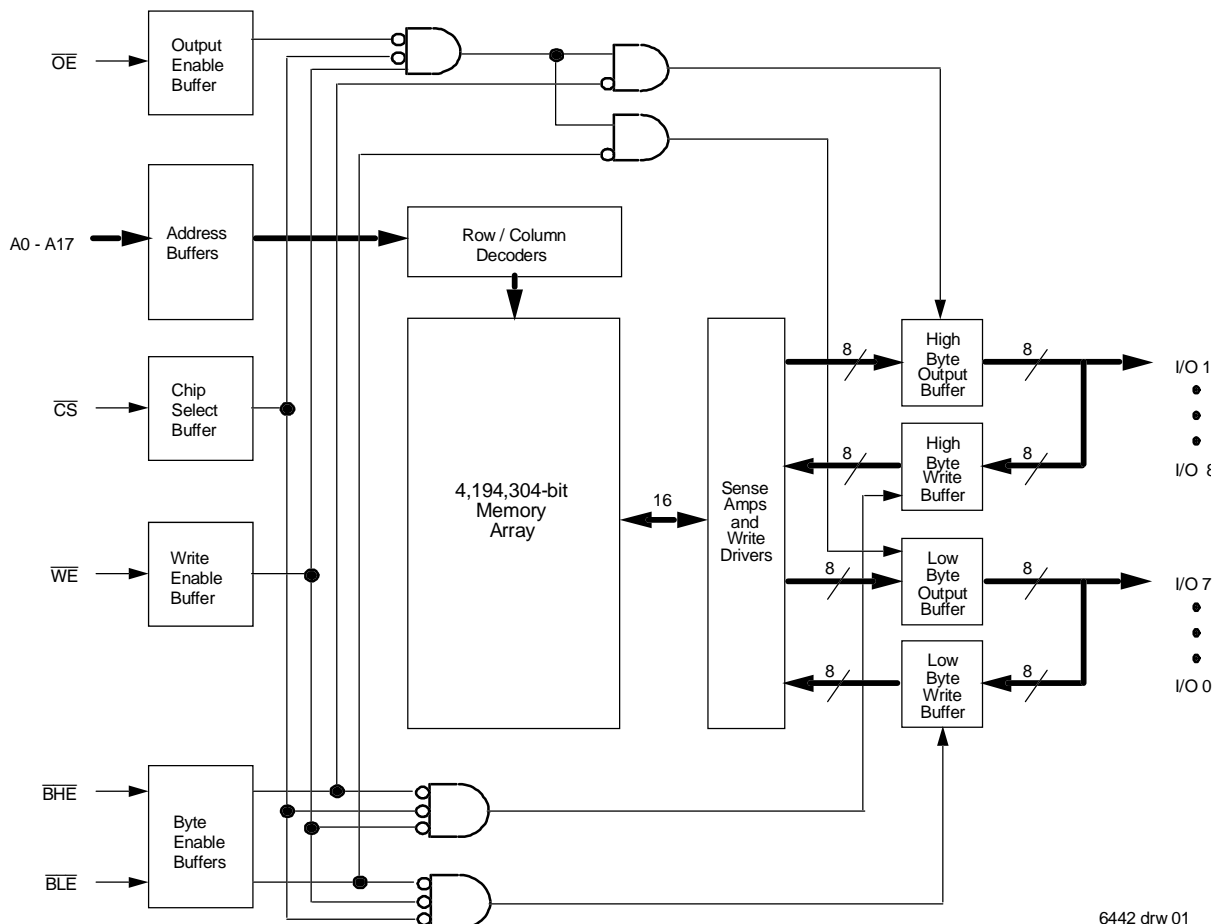 OE
Output
Enable
Buffer
A0 - A17
Address
Buffers
Row / Column
Decoders
CS
Chip
Select
Buffer
WE
Write
Enable
Buffer
4,194,304-bit
Memory
Array
16
Sense
Amps
and
Write
Drivers
8
High
Byte
Output
Buffer
8
I/O 1
8
High
Byte
Write
Buffer
8
I/O 8
8
Low
Byte
Output
Buffer
8
I/O 7
8
Low
Byte
Write
Buffer
8
I/O 0
BHE
Byte
Enable
Buffers
BLE
6442 drw 01